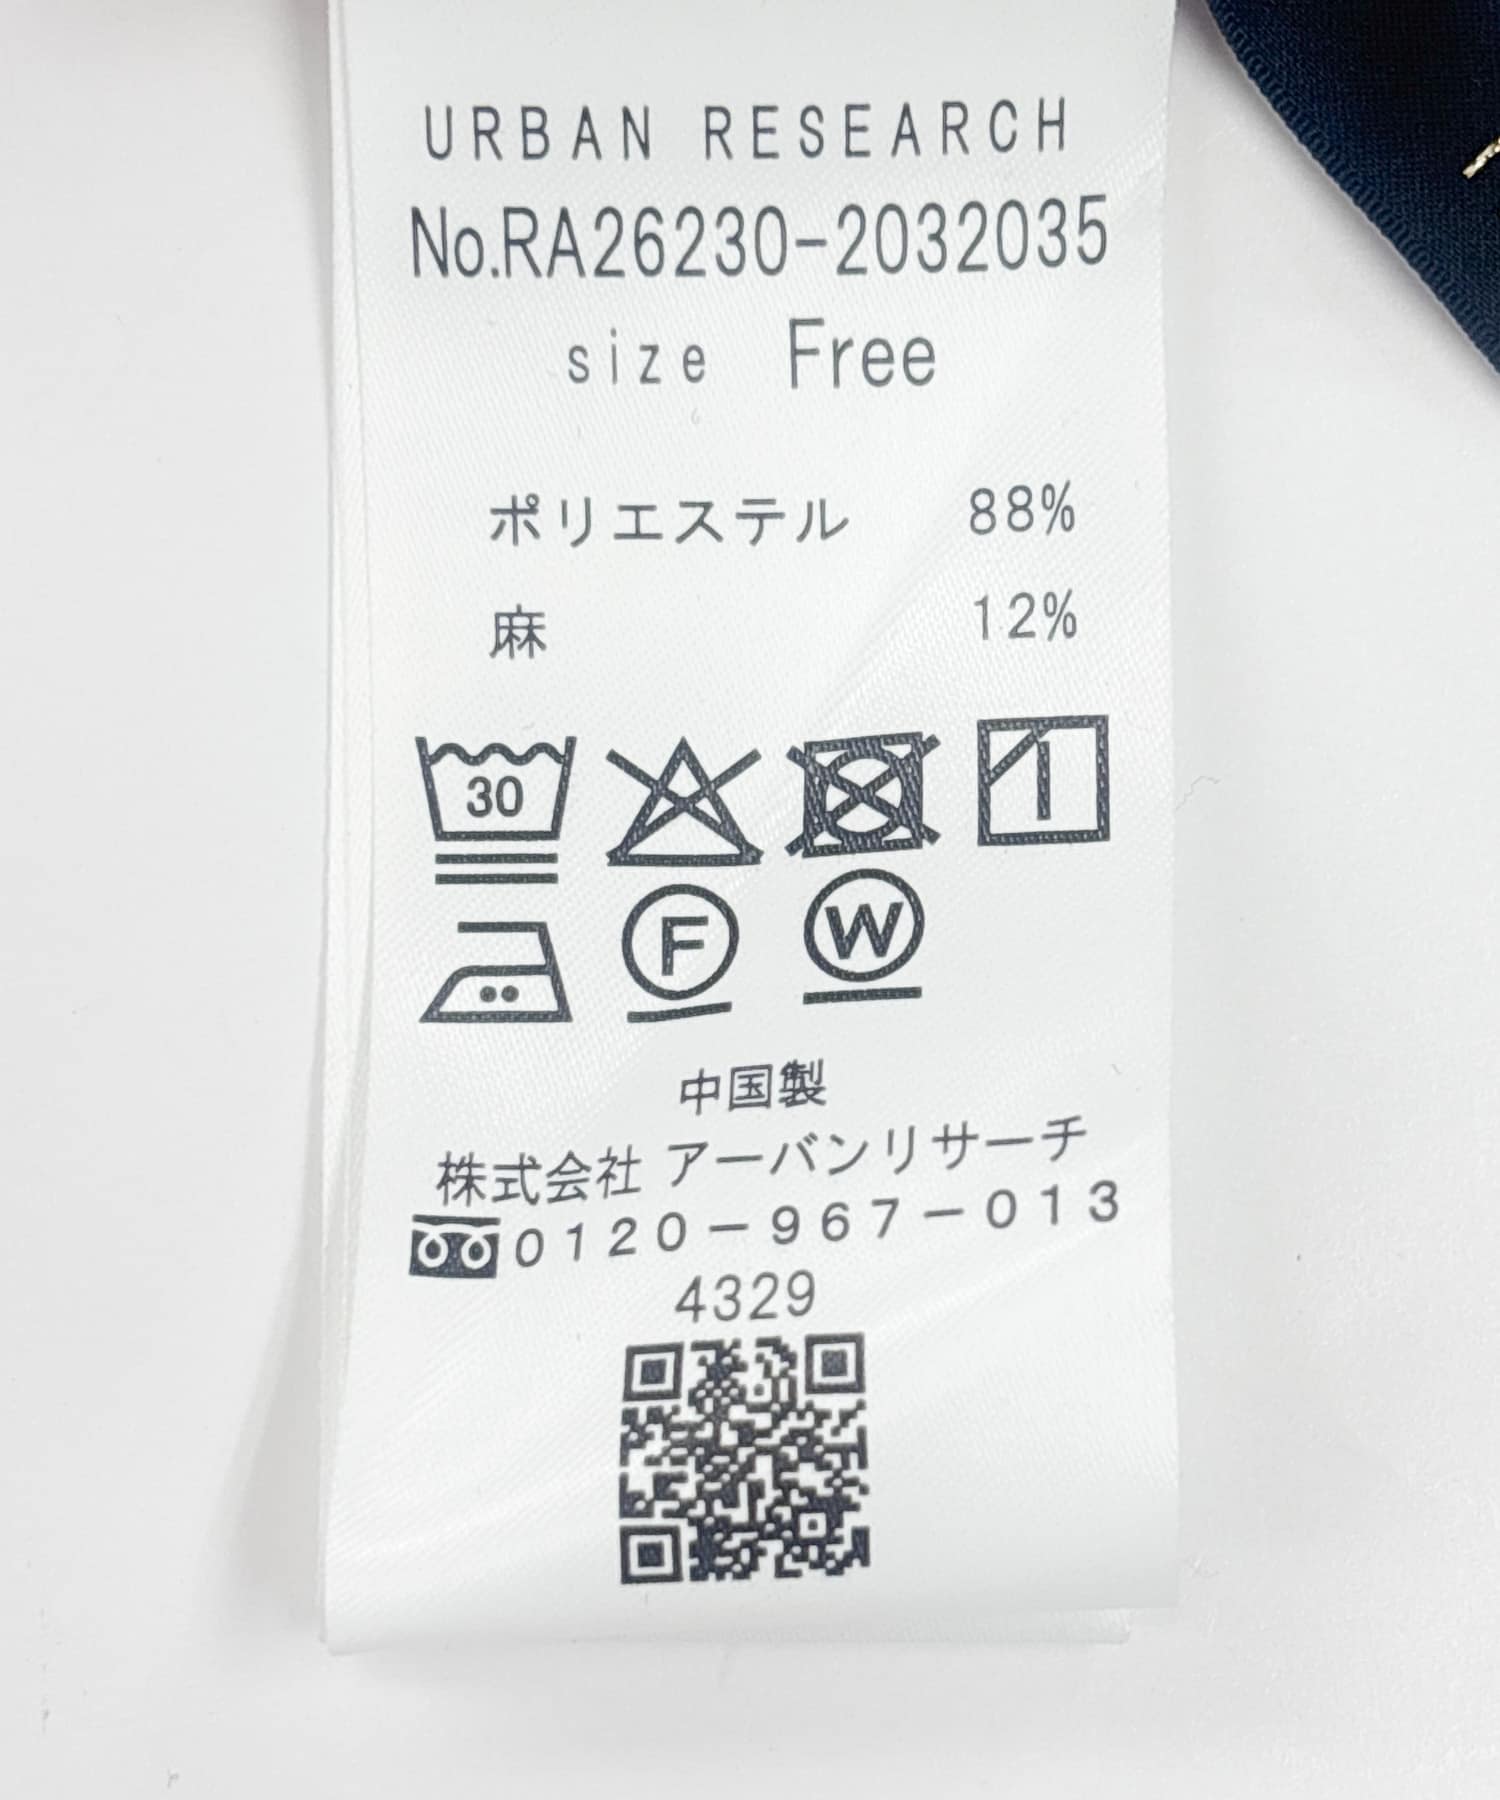 URBAN RESEARCH
No.RA26230-2032035
size Free
ポリエステル 88%
麻 12%
30
F W
中国製
株式会社 アーバンリサーチ
0120-967-013
4329